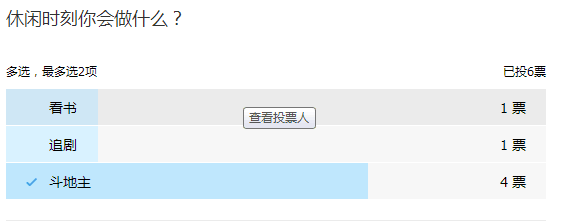 休闲时刻你会做什么？
多选，最多选2项 已投6票
看书 1 票
查看投票人
追剧 1 票
斗地主 4 票